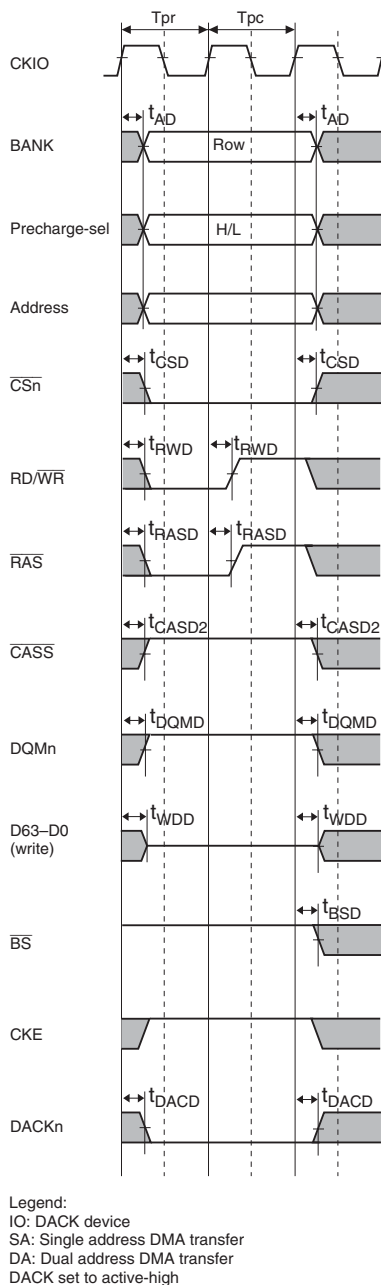 Tpr Tpc
CKIO
tAD tAD
BANK Row
Precharge-sel H/L
Address
tCSD tCSD
CSn
tRWD tRWD
RD/WR
tRASD tRASD
RAS
tCASD2 tCASD2
CASS
tDQMD tDQMD
DQMn
tWDD tWDD
D63–D0
(write)
tBSD
BS
CKE
tDACD tDACD
DACKn
Legend:
IO: DACK device
SA: Single address DMA transfer
DA: Dual address DMA transfer
DACK set to active-high